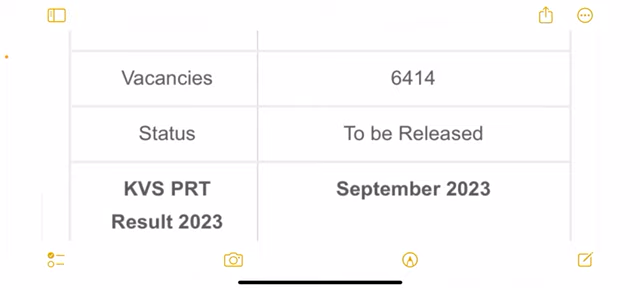 Vacancies 6414
Status To be Released
KVS PRT September 2023
Result 2023